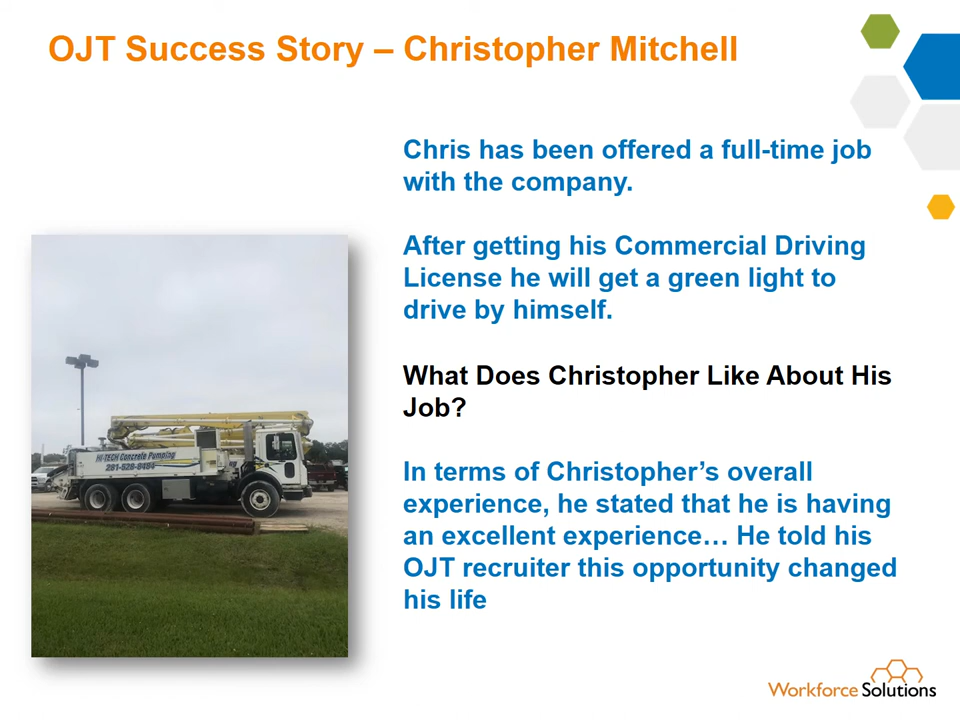 OJT Success Story – Christopher Mitchell
Chris has been offered a full-time job
with the company.
After getting his Commercial Driving
License he will get a green light to
drive by himself.
What Does Christopher Like About His
Job?
In terms of Christopher’s overall
experience, he stated that he is having
an excellent experience… He told his
OJT recruiter this opportunity changed
his life
HI-TECH Concrete Pumping
281-628-8484
Workforce Solutions